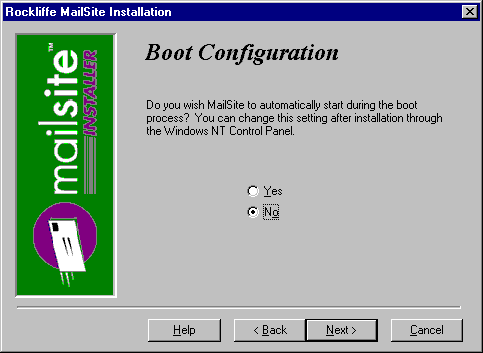 Rockliffe MailSite Installation
mailsite™
INSTALLER
Boot Configuration
Do you wish MailSite to automatically start during the boot
process? You can change this setting after installation through
the Windows NT Control Panel.
Yes
No
Help
< Back
Next >
Cancel